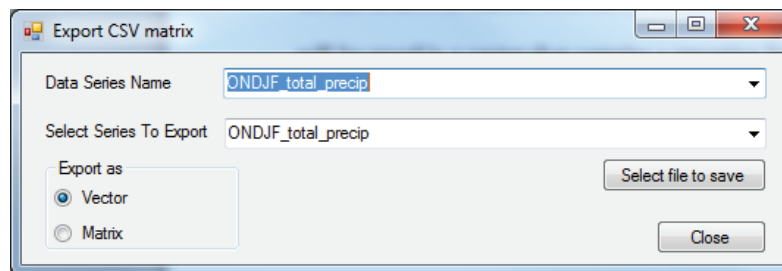 Export CSV matrix
Data Series Name ONDJF_total_precip
Select Series To Export ONDJF_total_precip
Export as
Select file to save
Vector
Matrix
Close